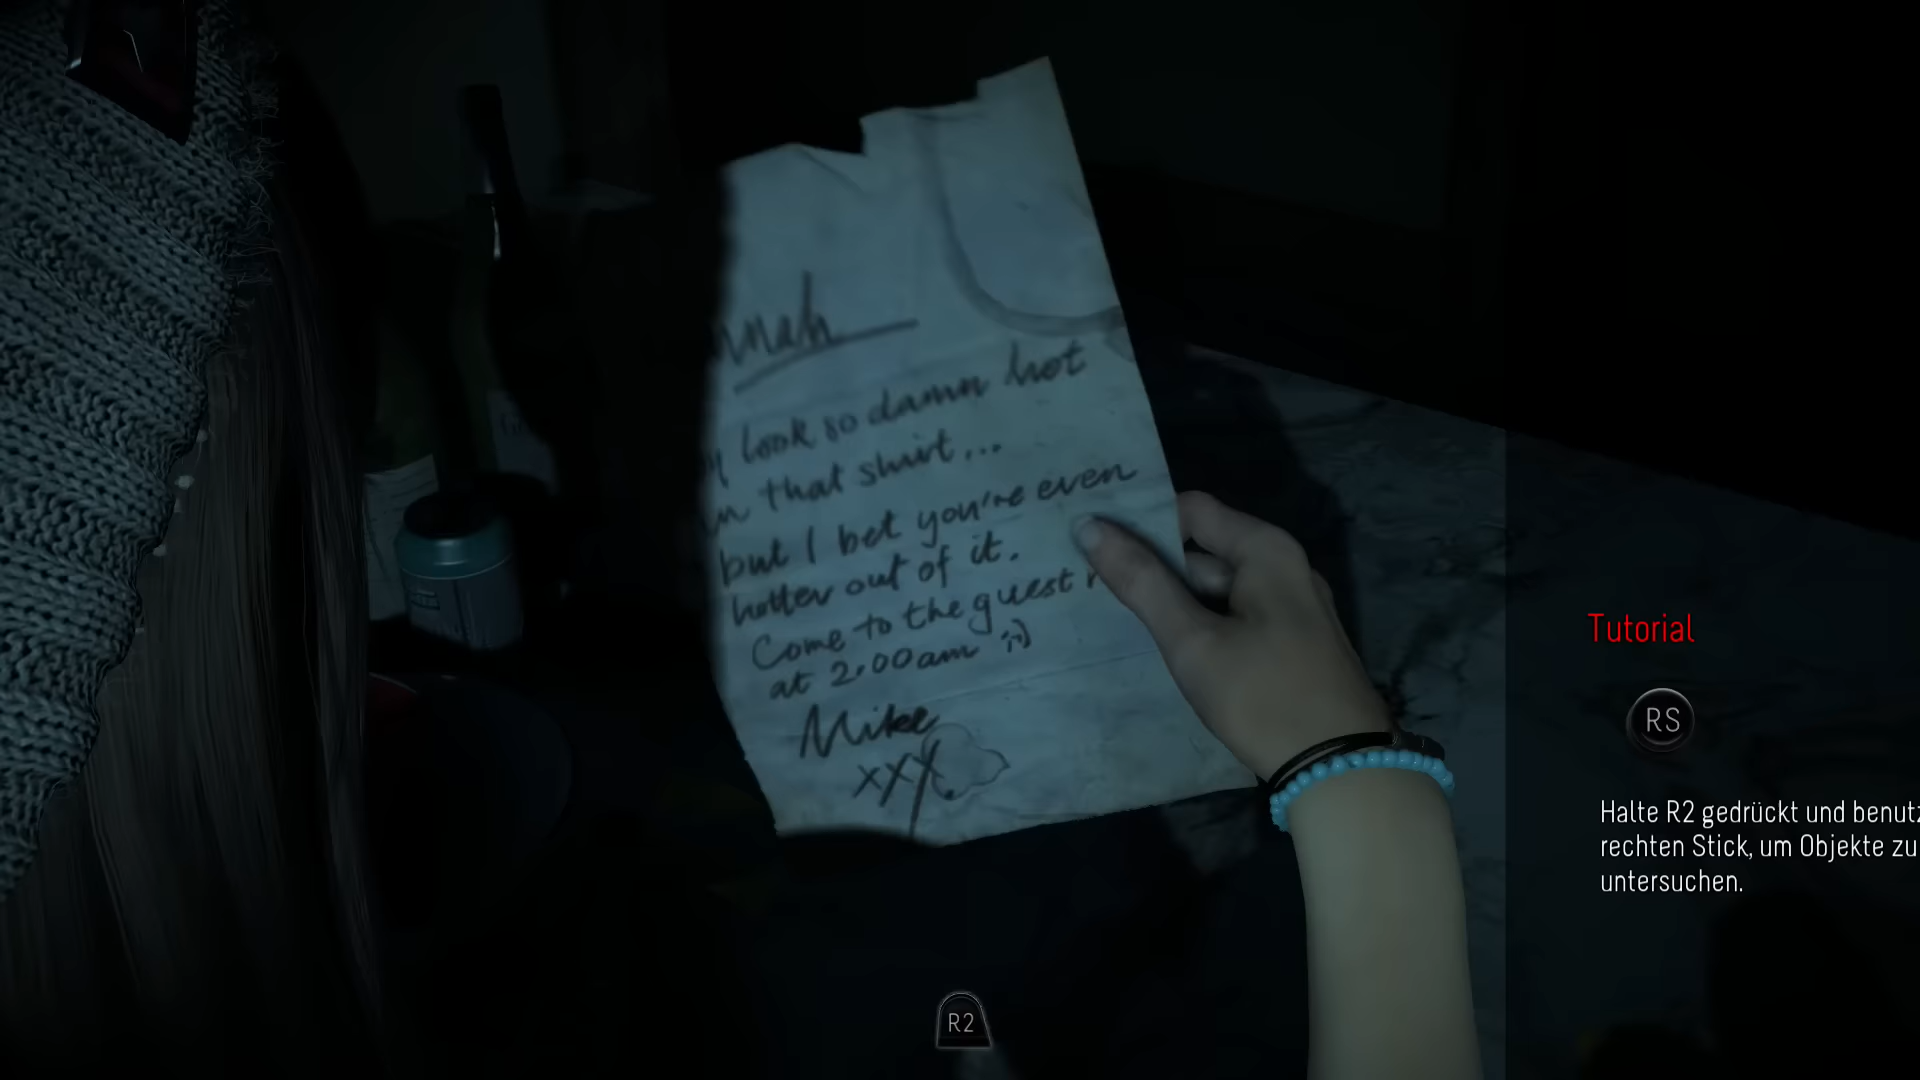 nnah
look so damn hot
in that shirt...
but I bet you're even
hotter out of it.
Come to the guest r
at 2.00am ;)
Mike
xxx
Tutorial
RS
Halte R2 gedrückt und benutz
rechten Stick, um Objekte zu
untersuchen.
R2